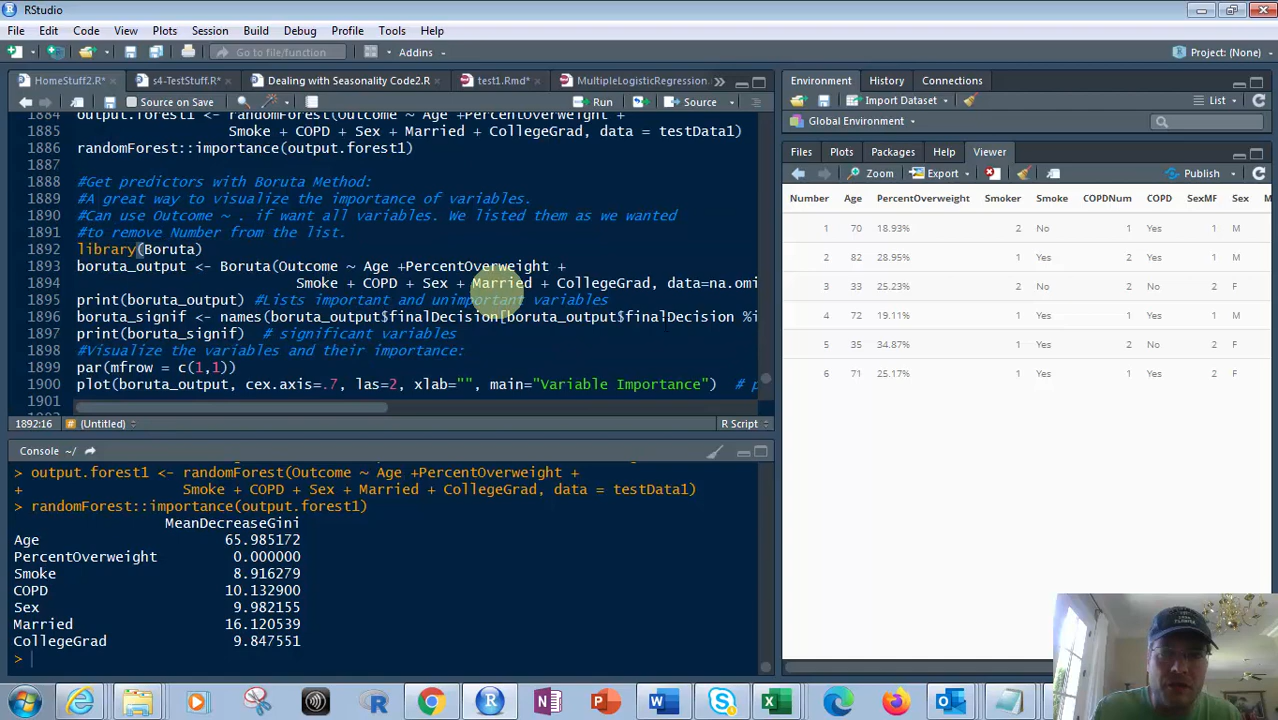 RStudio
File Edit Code View Plots Session Build Debug Profile Tools Help
Go to file/function Addins Project: (None)
HomeStuff2.R* s4-TestStuff.R* Dealing with Seasonality Code2.R test1.Rmd* MultipleLogisticRegression
Source on Save Run Source
1884 output.forest1 <- randomForest(Outcome ~ Age +PercentOverweight +
1885 Smoke + COPD + Sex + Married + CollegeGrad, data = testData1)
1886 randomForest::importance(output.forest1)
1887
1888 #Get predictors with Boruta Method:
1889 #A great way to visualize the importance of variables.
1890 #Can use Outcome ~ . if want all variables. We listed them as we wanted
1891 #to remove Number from the list.
1892 library(Boruta)
1893 boruta_output <- Boruta(Outcome ~ Age +PercentOverweight +
1894 Smoke + COPD + Sex + Married + CollegeGrad, data=na.omi
1895 print(boruta_output) #Lists important and unimportant variables
1896 boruta_signif <- names(boruta_output$finalDecision[boruta_output$finalDecision %i
1897 print(boruta_signif) # significant variables
1898 #Visualize the variables and their importance:
1899 par(mfrow = c(1,1))
1900 plot(boruta_output, cex.axis=.7, las=2, xlab="", main="Variable Importance") # p
1901
1892:16 # (Untitled) R Script
Console ~/
> output.forest1 <- randomForest(Outcome ~ Age +PercentOverweight +
+ Smoke + COPD + Sex + Married + CollegeGrad, data = testData1)
> randomForest::importance(output.forest1)
MeanDecreaseGini
Age 65.985172
PercentOverweight 0.000000
Smoke 8.916279
COPD 10.132900
Sex 9.982155
Married 16.120539
CollegeGrad 9.847551
>
Environment History Connections
Import Dataset List
Global Environment
Files Plots Packages Help Viewer
Zoom Export Publish
Number Age PercentOverweight Smoker Smoke COPDNum COPD SexMF Sex M
1 70 18.93% 2 No 1 Yes 1 M
2 82 28.95% 1 Yes 2 Yes 1 M
3 33 25.23% 2 No 2 No 2 F
4 72 19.11% 1 Yes 1 Yes 1 M
5 35 34.87% 1 Yes 2 No 2 F
6 71 25.17% 1 Yes 1 Yes 2 F